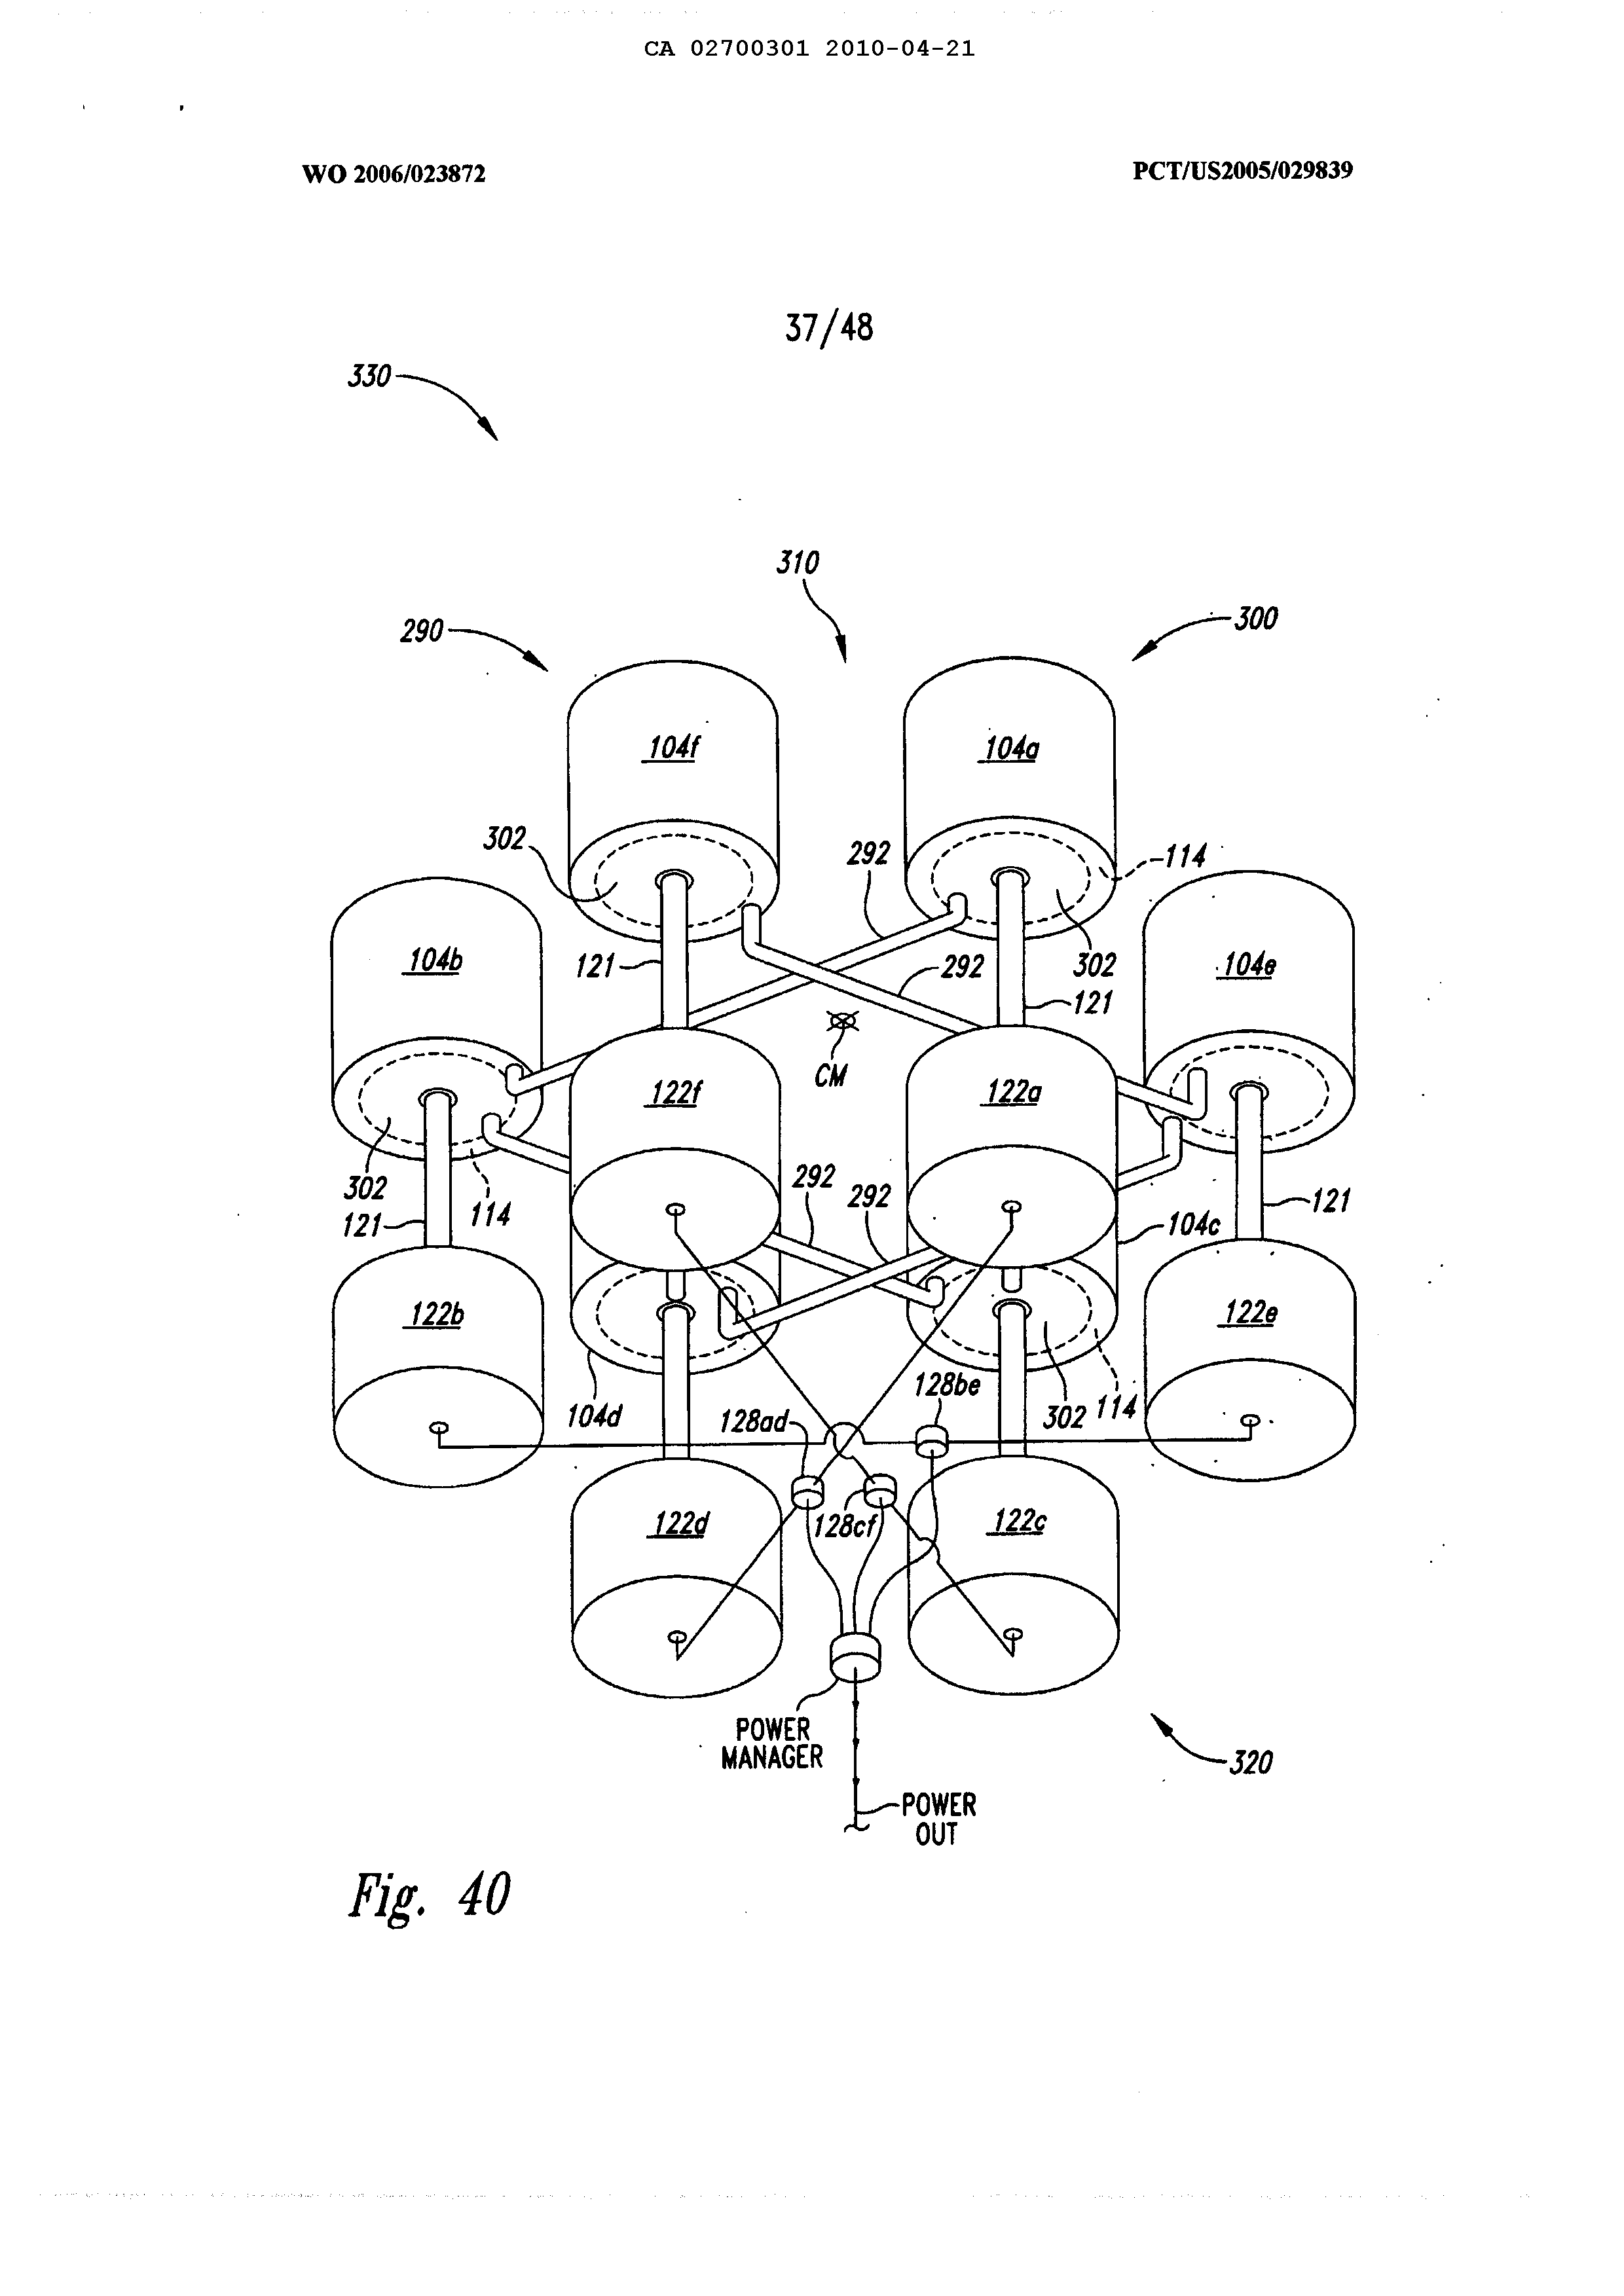 CA 02700301 2010-04-21
WO 2006/023872
PCT/US2005/029839
37/48
330
310
290
300
104f
104a
302
292
114
104b
121
292
302
104e
121
CM
122f
122a
302
114
292
292
121
121
104c
122b
122e
104d
128ad
128be
302
114
122d
128cf
122c
POWER
MANAGER
320
POWER
OUT
Fig. 40